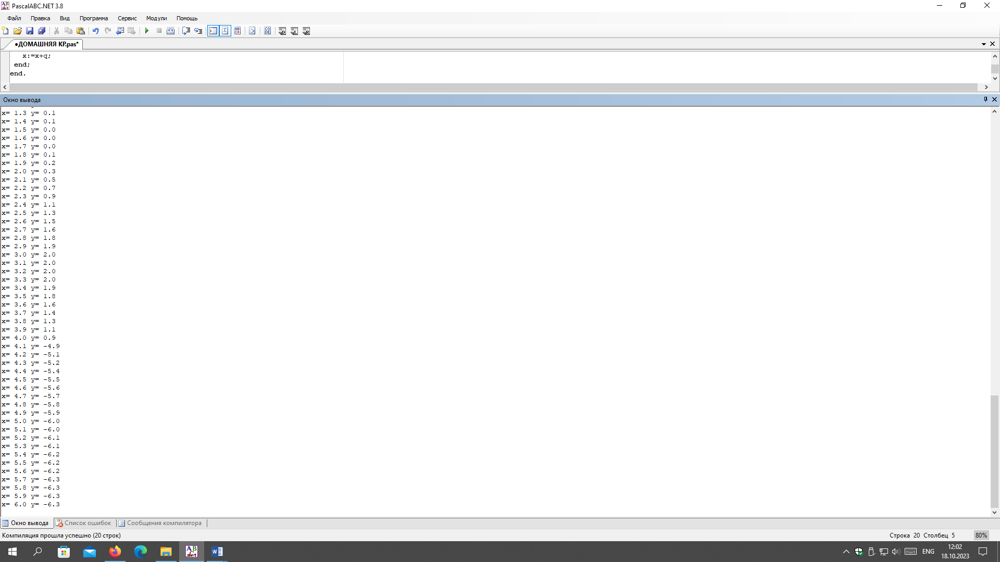 PascalABC.NET 3.8
Файл Правка Вид Программа Сервис Модули Помощь
•ДОМАШНЯЯ КР.pas*
x:=x+q;
end;
end.
Окно вывода
x= 1.3 y= 0.1
x= 1.4 y= 0.1
x= 1.5 y= 0.0
x= 1.6 y= 0.0
x= 1.7 y= 0.0
x= 1.8 y= 0.1
x= 1.9 y= 0.2
x= 2.0 y= 0.3
x= 2.1 y= 0.5
x= 2.2 y= 0.7
x= 2.3 y= 0.9
x= 2.4 y= 1.1
x= 2.5 y= 1.3
x= 2.6 y= 1.5
x= 2.7 y= 1.6
x= 2.8 y= 1.8
x= 2.9 y= 1.9
x= 3.0 y= 2.0
x= 3.1 y= 2.0
x= 3.2 y= 2.0
x= 3.3 y= 2.0
x= 3.4 y= 1.9
x= 3.5 y= 1.8
x= 3.6 y= 1.6
x= 3.7 y= 1.4
x= 3.8 y= 1.3
x= 3.9 y= 1.1
x= 4.0 y= 0.9
x= 4.1 y= -4.9
x= 4.2 y= -5.1
x= 4.3 y= -5.2
x= 4.4 y= -5.4
x= 4.5 y= -5.5
x= 4.6 y= -5.6
x= 4.7 y= -5.7
x= 4.8 y= -5.8
x= 4.9 y= -5.9
x= 5.0 y= -6.0
x= 5.1 y= -6.0
x= 5.2 y= -6.1
x= 5.3 y= -6.1
x= 5.4 y= -6.2
x= 5.5 y= -6.2
x= 5.6 y= -6.2
x= 5.7 y= -6.3
x= 5.8 y= -6.3
x= 5.9 y= -6.3
x= 6.0 y= -6.3
Окно вывода Список ошибок Сообщения компилятора
Компиляция прошла успешно (20 строк) Строка 20 Столбец 5 80%
ENG 12:02
18.10.2023